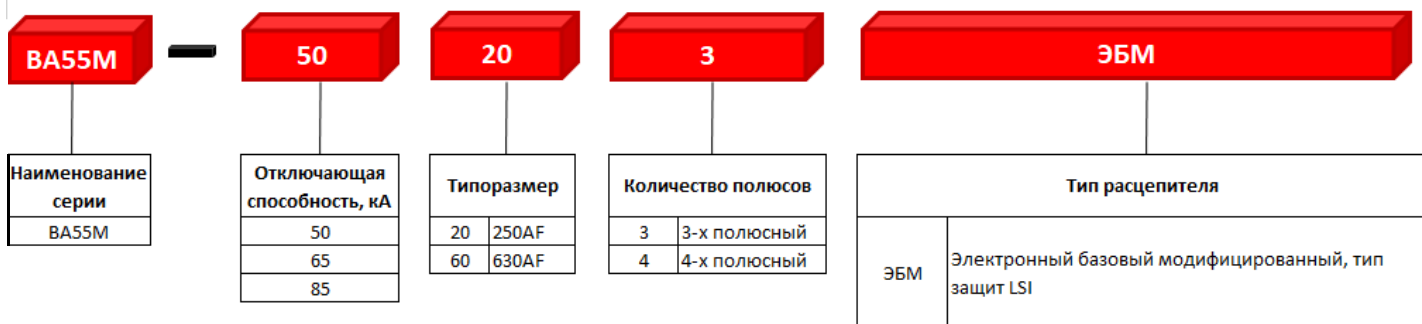 ВА55М - 50 20 3 ЭБМ
Наименование
серии
ВА55М
Отключающая
способность, кА
50
65
85
Типоразмер
20 250AF
60 630AF
Количество полюсов
3 3-х полюсный
4 4-х полюсный
Тип расцепителя
ЭБМ Электронный базовый модифицированный, тип
защит LSI